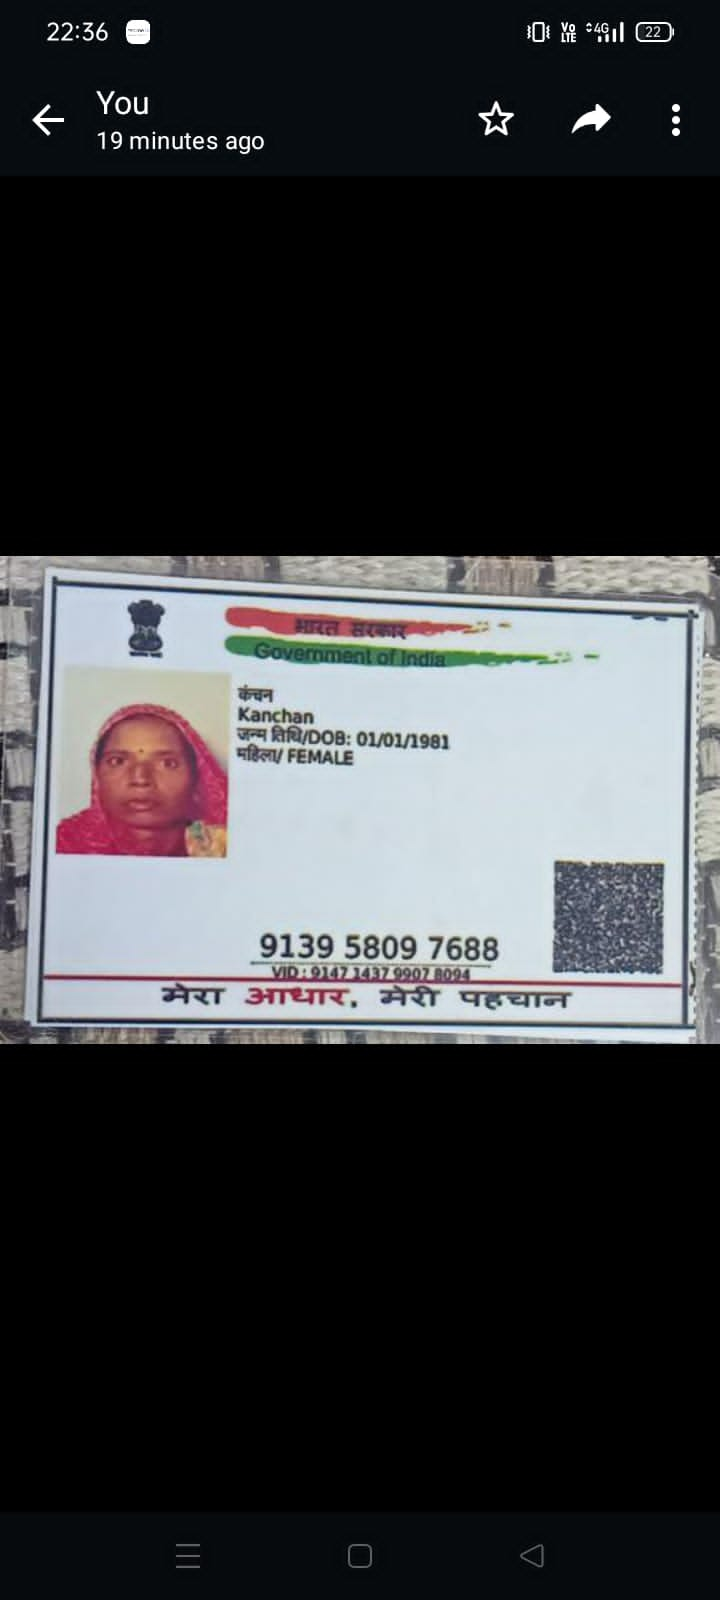 22:36
Vo LTE 4G 22
You
19 minutes ago
भारत सरकार
Government of India
कंचन
Kanchan
जन्म तिथि/DOB: 01/01/1981
महिला/ FEMALE
9139 5809 7688
VID : 9147 1437 9907 8094
मेरा आधार, मेरी पहचान